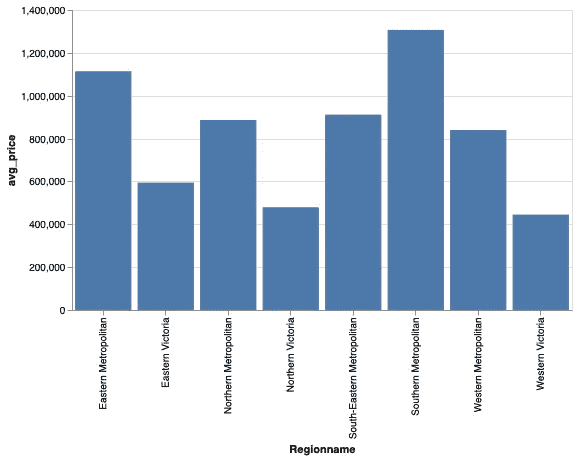 1,400,000
1,200,000
1,000,000
800,000
600,000
400,000
200,000
0
avg_price
Eastern Metropolitan
Eastern Victoria
Northern Metropolitan
Northern Victoria
South-Eastern Metropolitan
Southern Metropolitan
Western Metropolitan
Western Victoria
Regionname